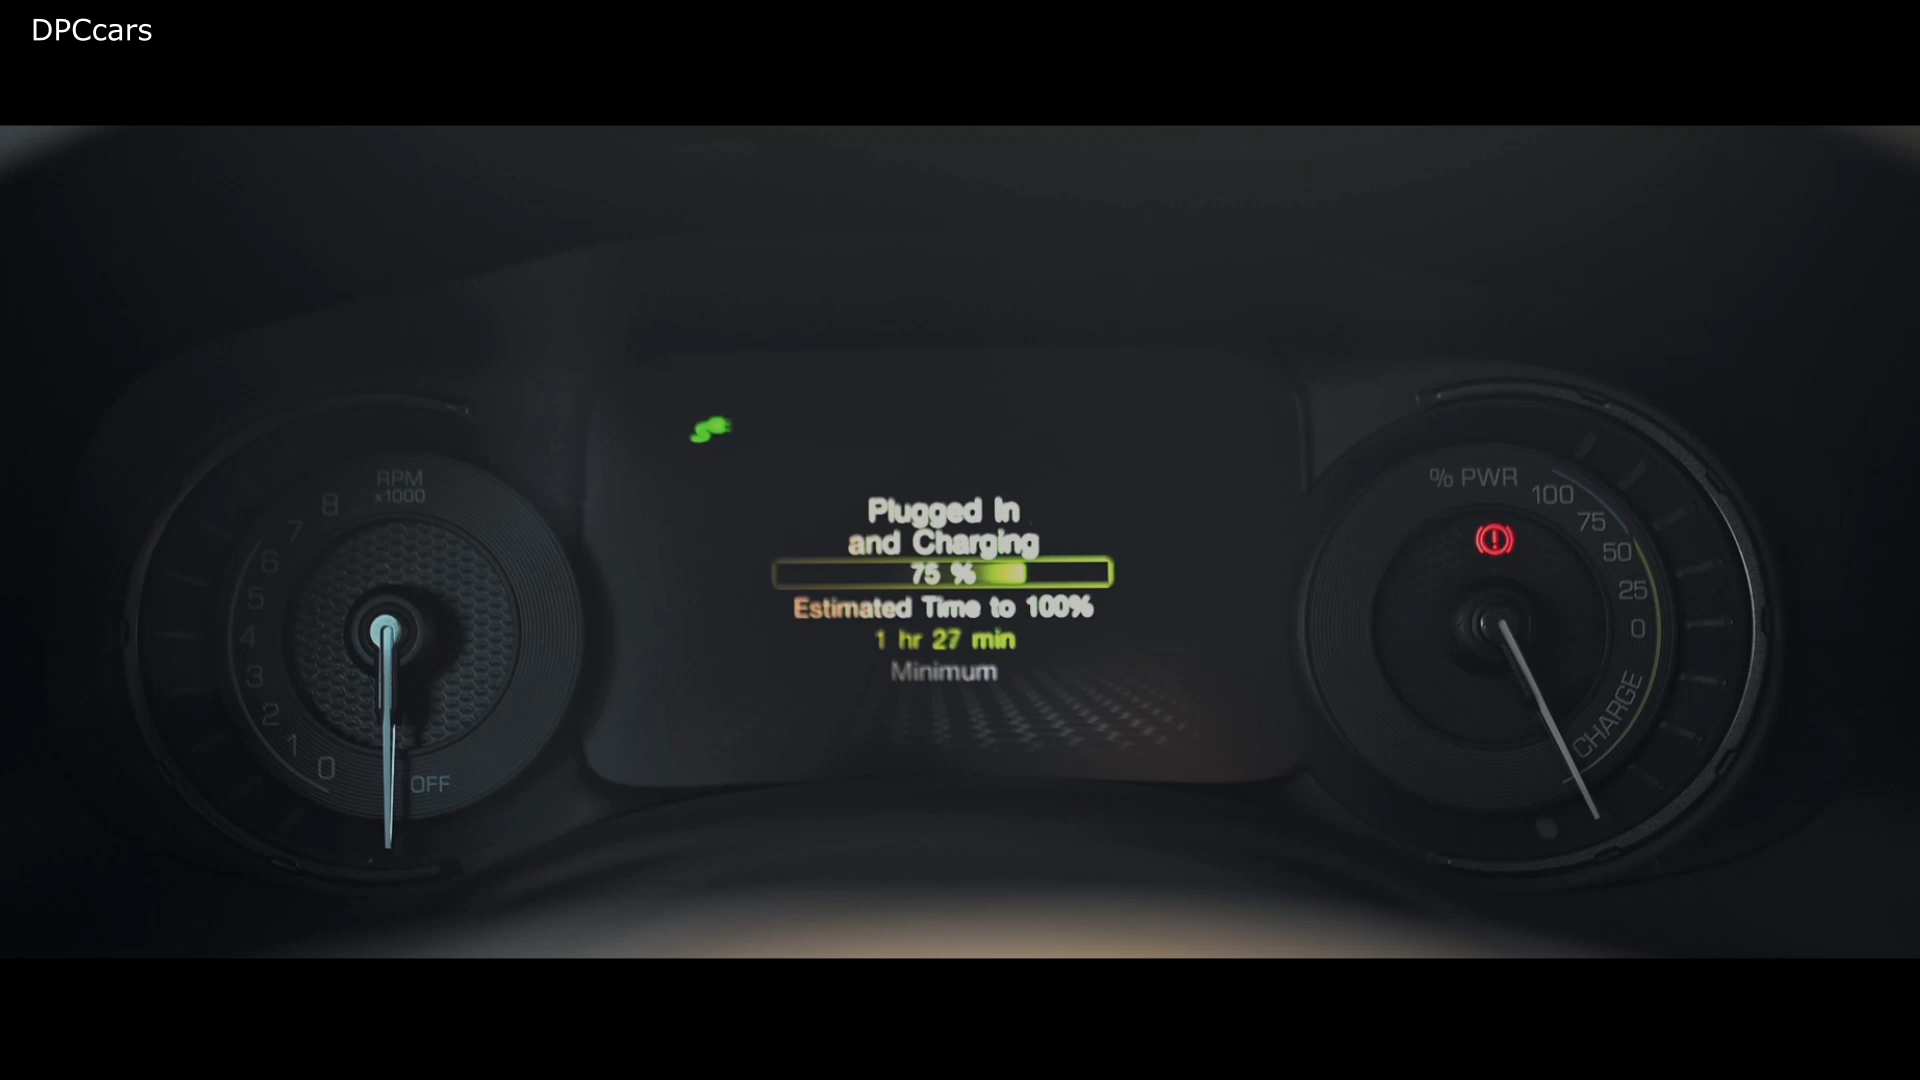 DPCcars
RPM
x1000
8
7
6
5
4
3
2
1
0
OFF
Plugged In
and Charging
75 %
Estimated Time to 100%
1 hr 27 min
Minimum
% PWR
100
75
50
25
0
CHARGE